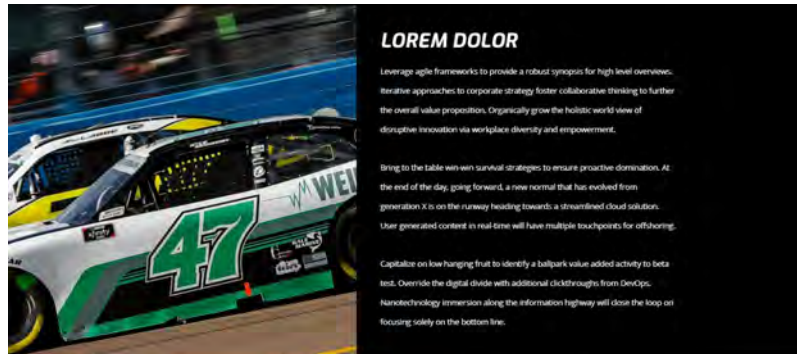 LOREM DOLOR
Leverage agile frameworks to provide a robust synopsis for high level overviews.
Iterative approaches to corporate strategy foster collaborative thinking to further
the overall value proposition. Organically grow the holistic world view of
disruptive innovation via workplace diversity and empowerment.
Bring to the table win-win survival strategies to ensure proactive domination. At
the end of the day, going forward, a new normal that has evolved from
generation X is on the runway heading towards a streamlined cloud solution.
User generated content in real-time will have multiple touchpoints for offshoring.
Capitalize on low hanging fruit to identify a ballpark value added activity to beta
test. Override the digital divide with additional clickthroughs from DevOps.
Nanotechnology immersion along the information highway will close the loop on
focusing solely on the bottom line.
WEI
xfinity
47